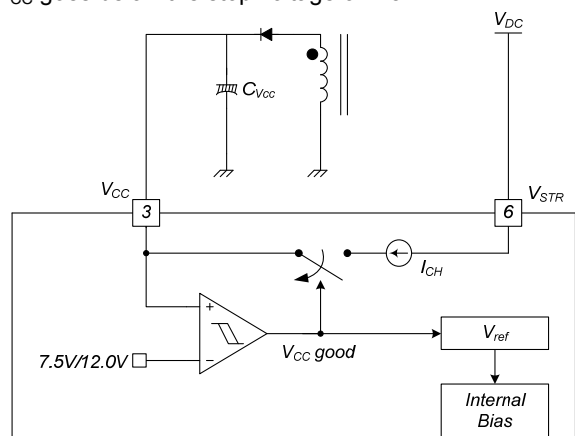 V_DC
C_Vcc
V_CC
3
6
V_STR
I_CH
+
7.5V/12.0V
−
V_CC good
V_ref
Internal
Bias